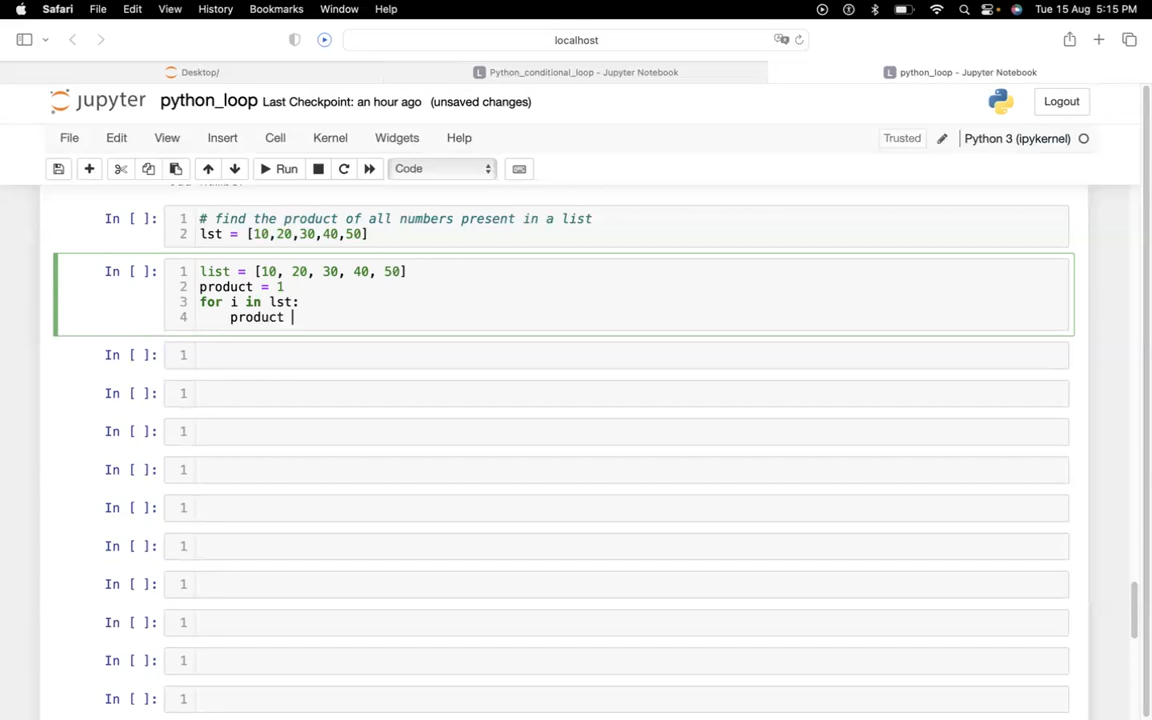 Safari File Edit View History Bookmarks Window Help Tue 15 Aug 5:15 PM
localhost
Desktop/ Python_conditional_loop - Jupyter Notebook python_loop - Jupyter Notebook
jupyter python_loop Last Checkpoint: an hour ago (unsaved changes) Logout
File Edit View Insert Cell Kernel Widgets Help Trusted Python 3 (ipykernel)
Run Code
In [ ]: 1 # find the product of all numbers present in a list
2 lst = [10,20,30,40,50]
In [ ]: 1 list = [10, 20, 30, 40, 50]
2 product = 1
3 for i in lst:
4 product
In [ ]: 1
In [ ]: 1
In [ ]: 1
In [ ]: 1
In [ ]: 1
In [ ]: 1
In [ ]: 1
In [ ]: 1
In [ ]: 1
In [ ]: 1